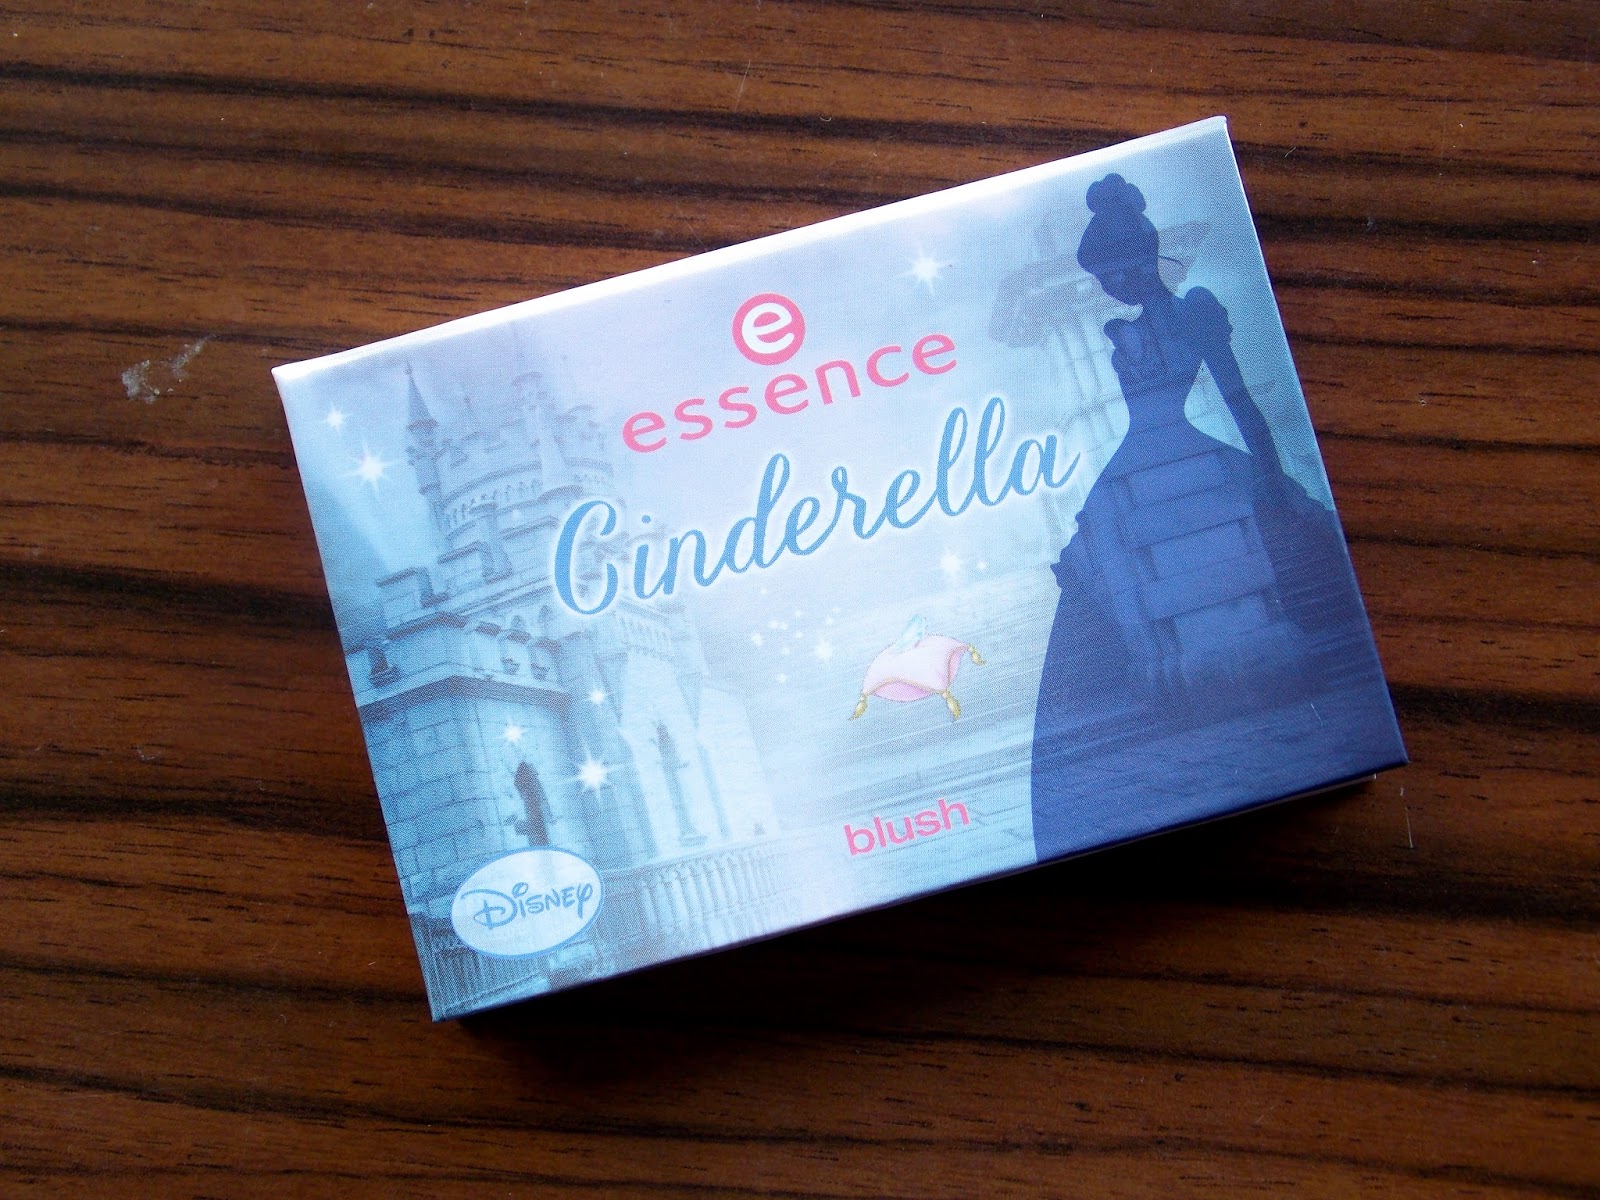 e
essence
Cinderella
blush
Disney